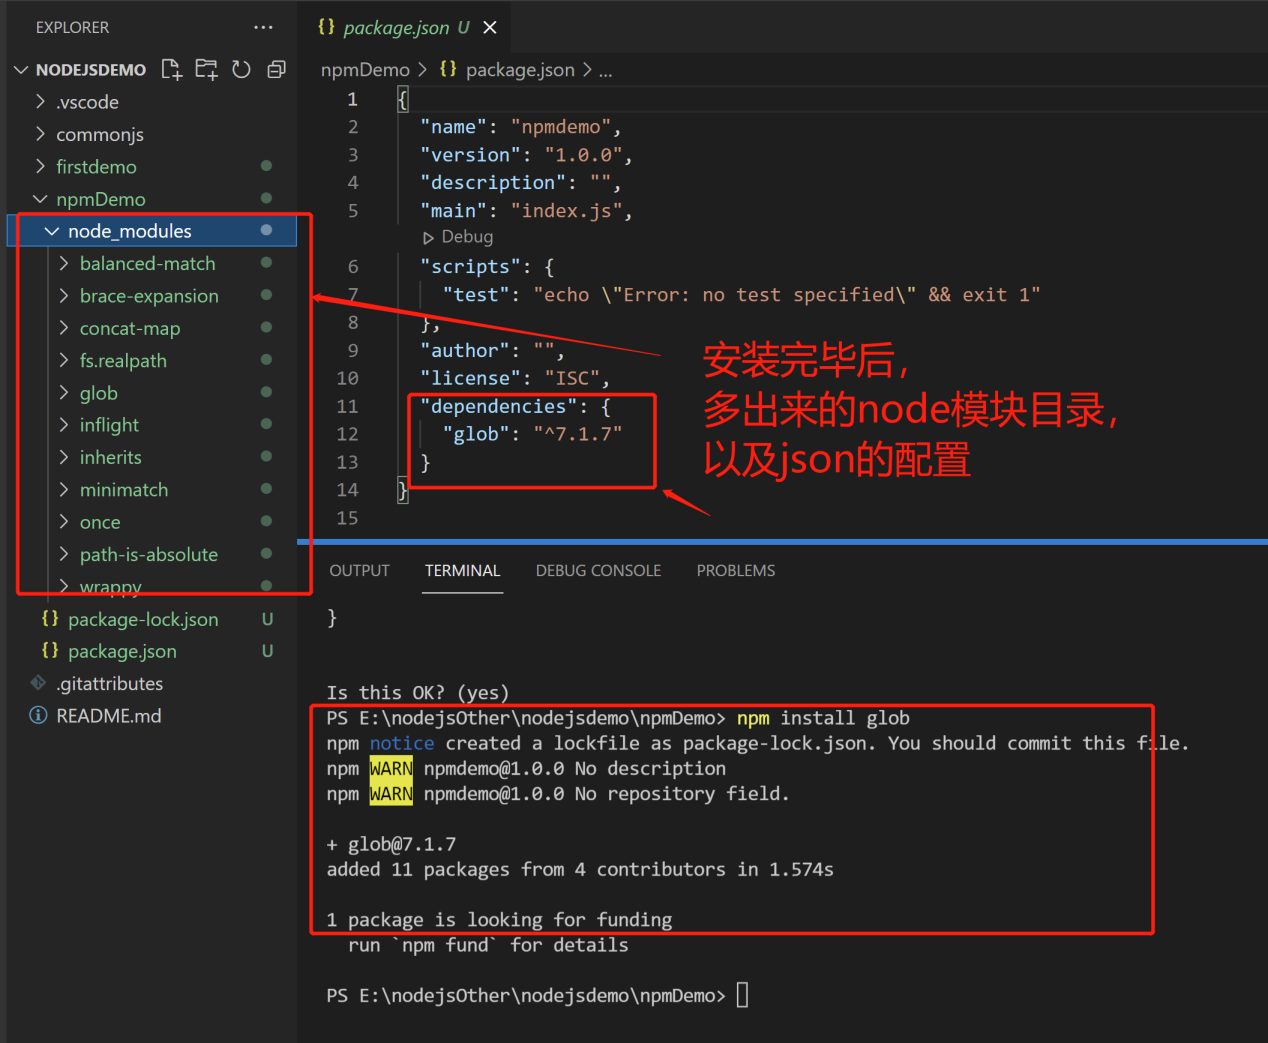 EXPLORER
NODEJSDEMO
.vscode
commonjs
firstdemo
npmDemo
node_modules
balanced-match
brace-expansion
concat-map
fs.realpath
glob
inflight
inherits
minimatch
once
path-is-absolute
wrappy
{} package-lock.json U
{} package.json U
.gitattributes
README.md
{} package.json U
npmDemo > {} package.json > ...
1 {
2 "name": "npmdemo",
3 "version": "1.0.0",
4 "description": "",
5 "main": "index.js",
Debug
6 "scripts": {
7 "test": "echo \"Error: no test specified\" && exit 1"
8 },
9 "author": "",
10 "license": "ISC",
11 "dependencies": {
12 "glob": "^7.1.7"
13 }
14 }
15
安装完毕后，
多出来的node模块目录，
以及json的配置
OUTPUT TERMINAL DEBUG CONSOLE PROBLEMS
}
Is this OK? (yes)
PS E:\nodejsOther\nodejsdemo\npmDemo> npm install glob
npm notice created a lockfile as package-lock.json. You should commit this file.
npm WARN npmdemo@1.0.0 No description
npm WARN npmdemo@1.0.0 No repository field.
+ glob@7.1.7
added 11 packages from 4 contributors in 1.574s
1 package is looking for funding
run `npm fund` for details
PS E:\nodejsOther\nodejsdemo\npmDemo>